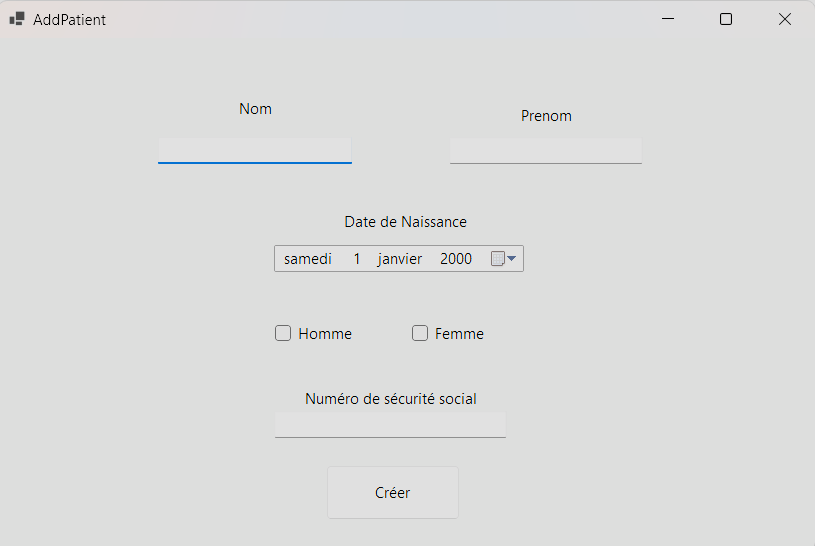 AddPatient
Nom
Prenom
Date de Naissance
samedi 1 janvier 2000
Homme Femme
Numéro de sécurité social
Créer